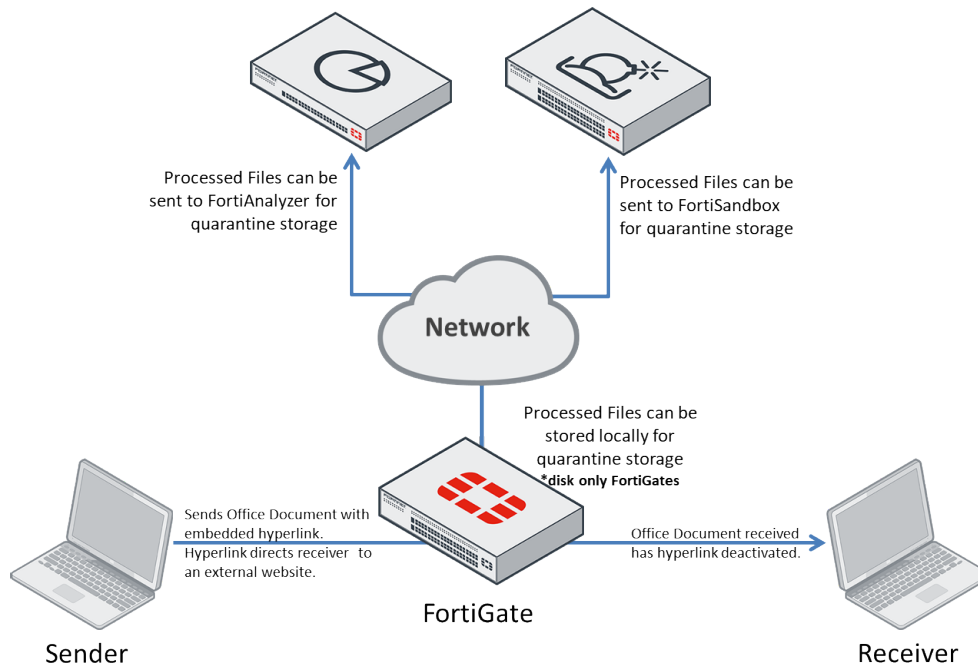 Processed Files can be
sent to FortiAnalyzer for
quarantine storage
Processed Files can be
sent to FortiSandbox
for quarantine storage
Network
Processed Files can be
stored locally for
quarantine storage
*disk only FortiGates
Sends Office Document with
embedded hyperlink.
Hyperlink directs receiver to
an external website.
Office Document received
has hyperlink deactivated.
FortiGate
Sender
Receiver